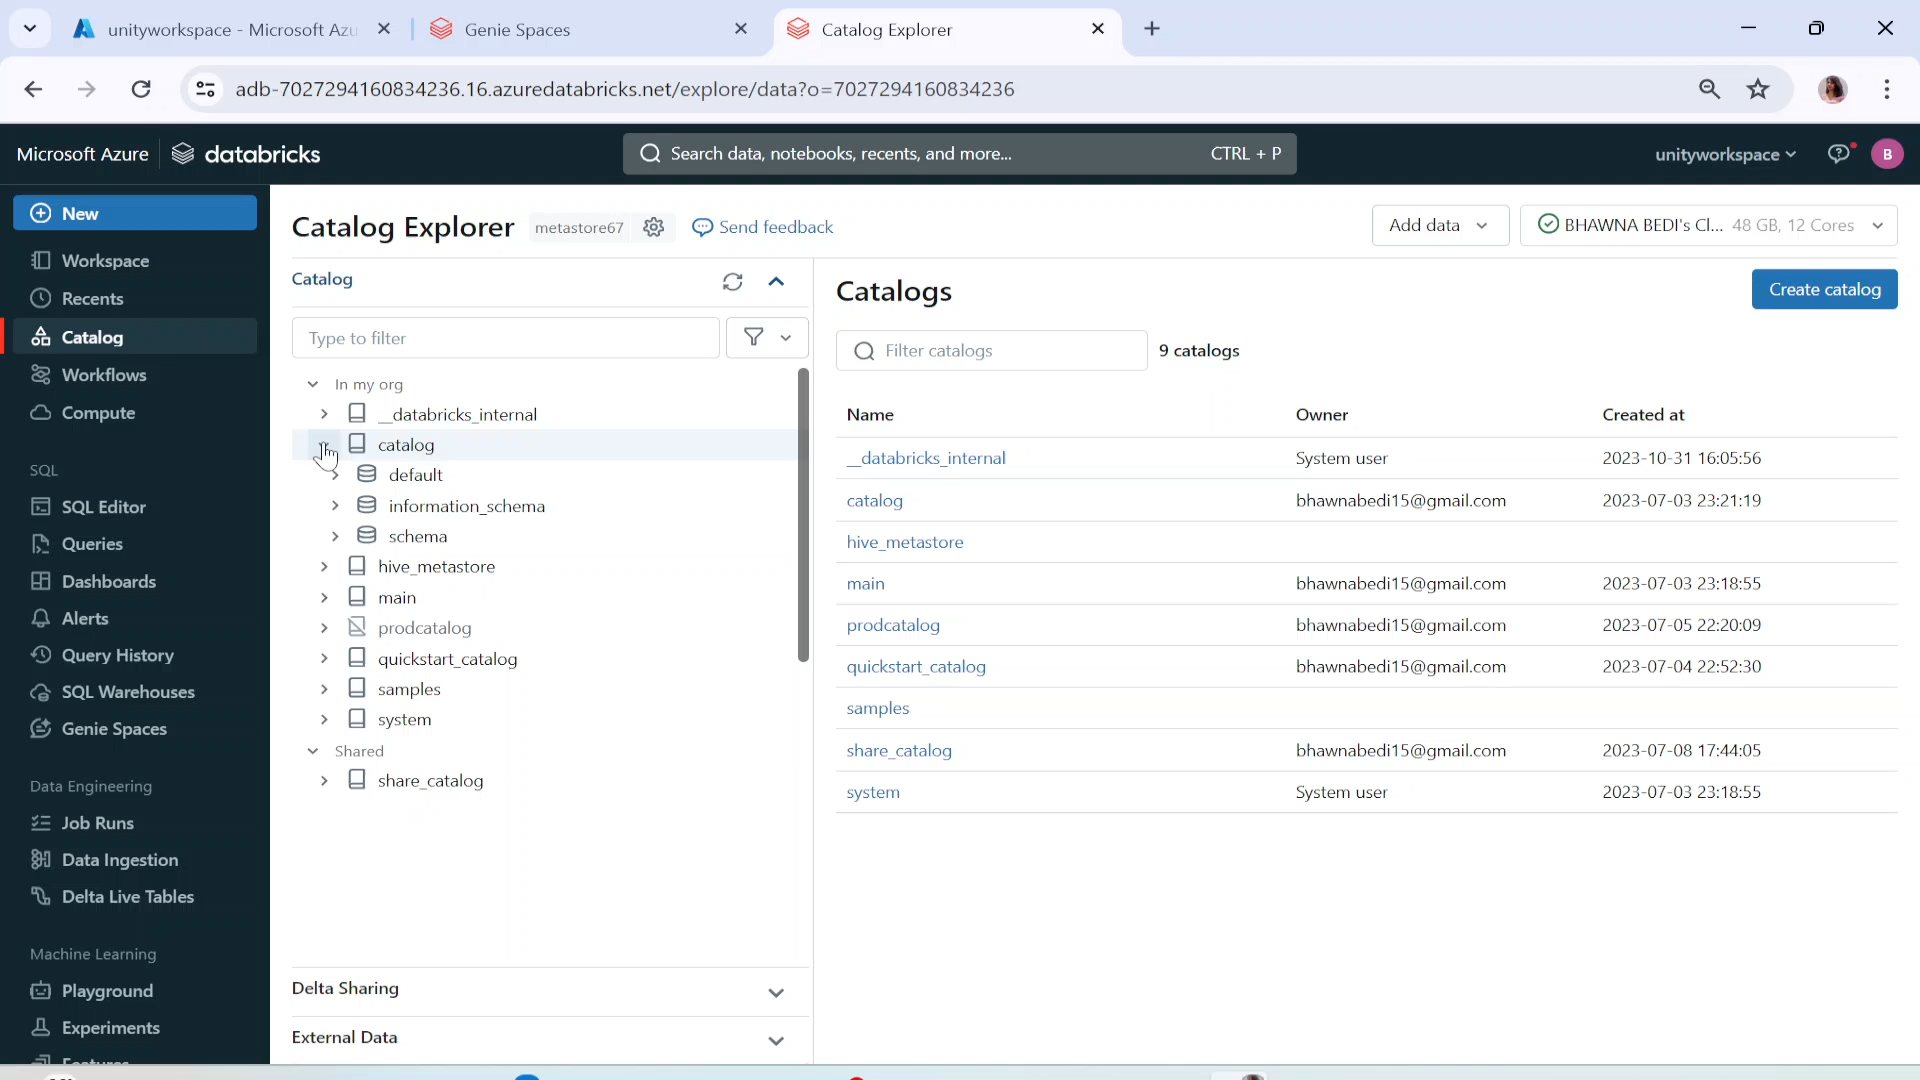 unityworkspace - Microsoft Azu
Genie Spaces
Catalog Explorer
adb-7027294160834236.16.azuredatabricks.net/explore/data?o=7027294160834236
Microsoft Azure
databricks
Search data, notebooks, recents, and more...
CTRL + P
unityworkspace
B
New
Workspace
Recents
Catalog
Workflows
Compute
SQL
SQL Editor
Queries
Dashboards
Alerts
Query History
SQL Warehouses
Genie Spaces
Data Engineering
Job Runs
Data Ingestion
Delta Live Tables
Machine Learning
Playground
Experiments
Features
Catalog Explorer
metastore67
Send feedback
Add data
BHAWNA BEDI's Cl... 48 GB, 12 Cores
Catalog
Type to filter
In my org
__databricks_internal
catalog
default
information_schema
schema
hive_metastore
main
prodcatalog
quickstart_catalog
samples
system
Shared
share_catalog
Delta Sharing
External Data
Catalogs
Create catalog
Filter catalogs
9 catalogs
Name Owner Created at
__databricks_internal System user 2023-10-31 16:05:56
catalog bhawnabedi15@gmail.com 2023-07-03 23:21:19
hive_metastore
main bhawnabedi15@gmail.com 2023-07-03 23:18:55
prodcatalog bhawnabedi15@gmail.com 2023-07-05 22:20:09
quickstart_catalog bhawnabedi15@gmail.com 2023-07-04 22:52:30
samples
share_catalog bhawnabedi15@gmail.com 2023-07-08 17:44:05
system System user 2023-07-03 23:18:55